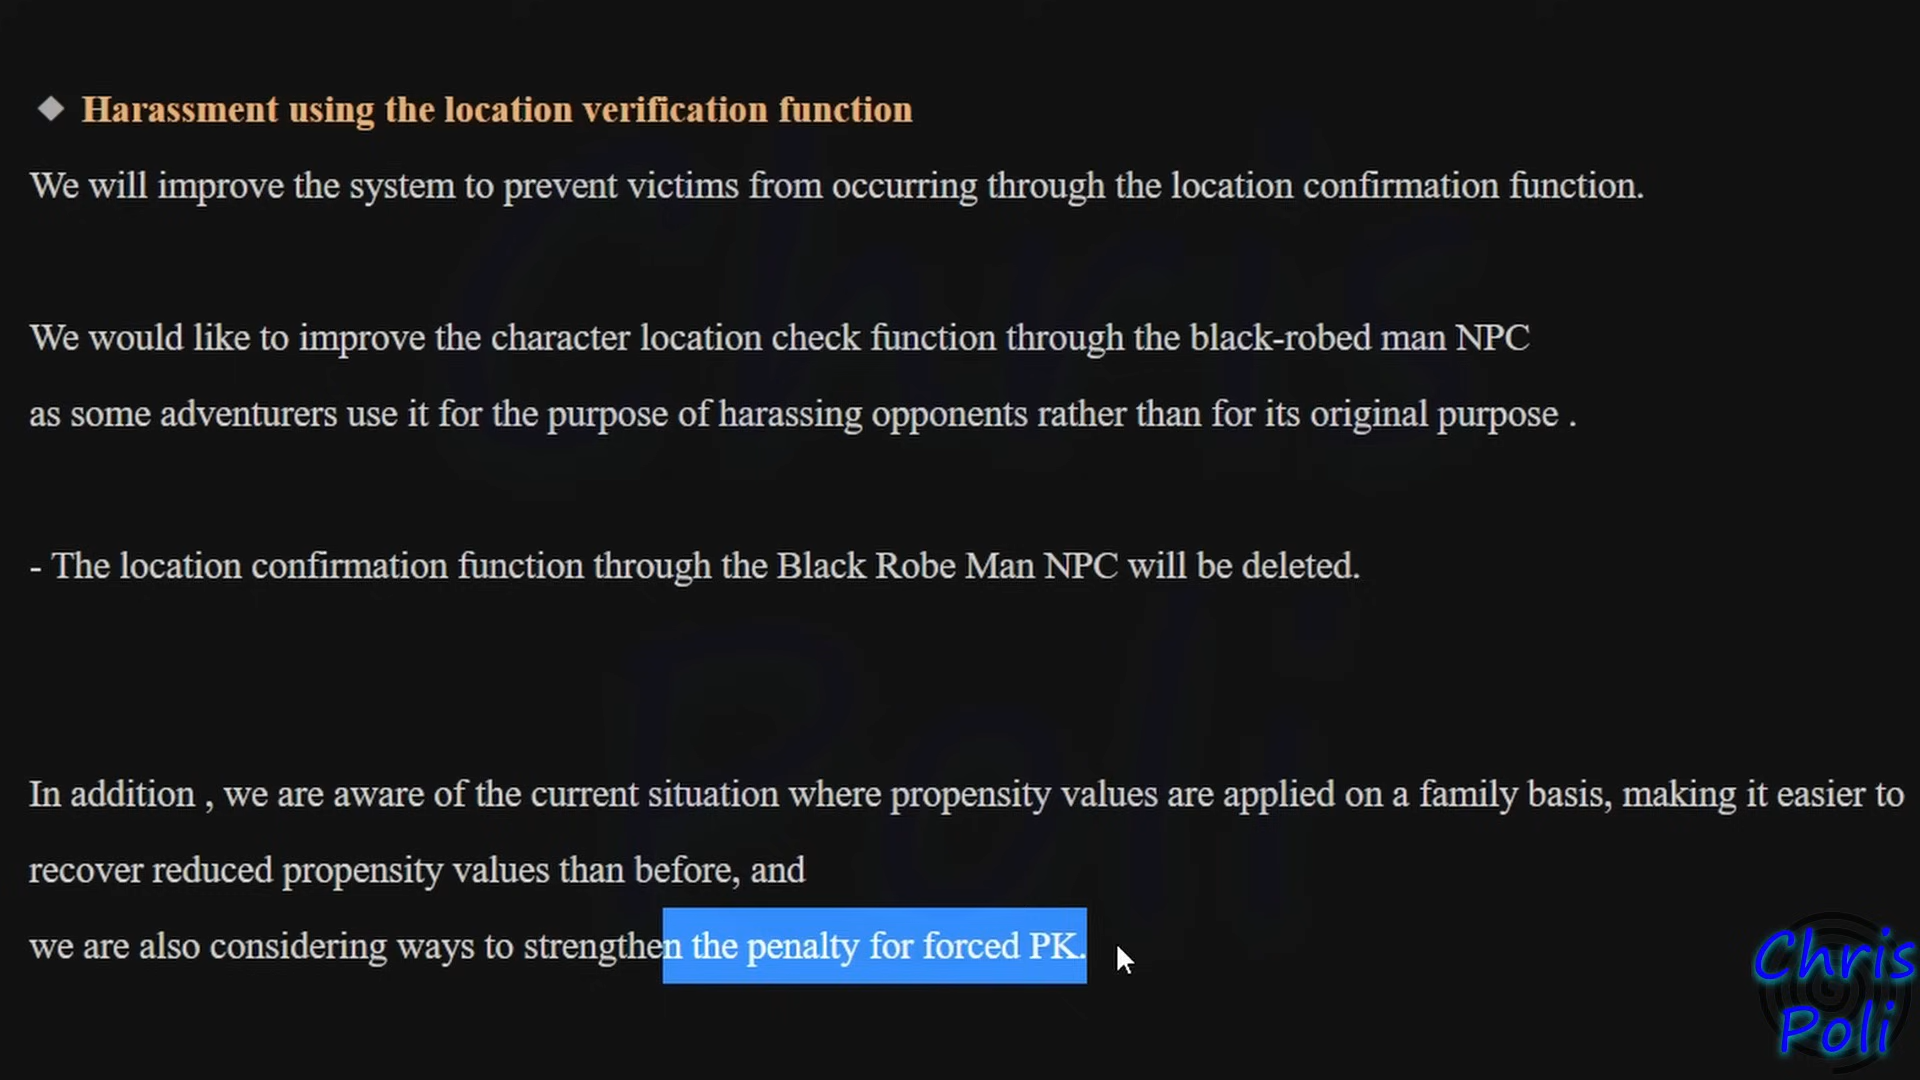 Harassment using the location verification function
We will improve the system to prevent victims from occurring through the location confirmation function.
We would like to improve the character location check function through the black-robed man NPC
as some adventurers use it for the purpose of harassing opponents rather than for its original purpose .
- The location confirmation function through the Black Robe Man NPC will be deleted.
In addition , we are aware of the current situation where propensity values are applied on a family basis, making it easier to
recover reduced propensity values than before, and
we are also considering ways to strengthen the penalty for forced PK.
Chris
Poli